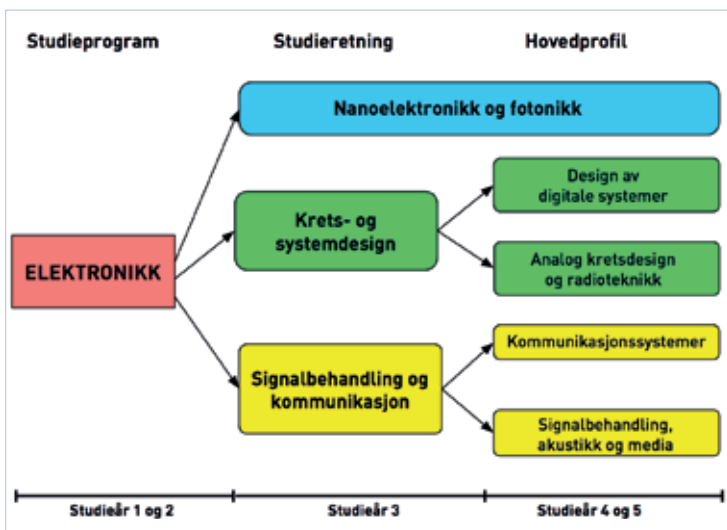 Studieprogram
Studieretning
Hovedprofil
Nanoelektronikk og fotonikk
ELEKTRONIKK
Krets- og
systemdesign
Design av
digitale systemer
Analog kretsdesign
og radioteknikk
Signalbehandling og
kommunikasjon
Kommunikasjonssystemer
Signalbehandling,
akustikk og media
Studieår 1 og 2
Studieår 3
Studieår 4 og 5